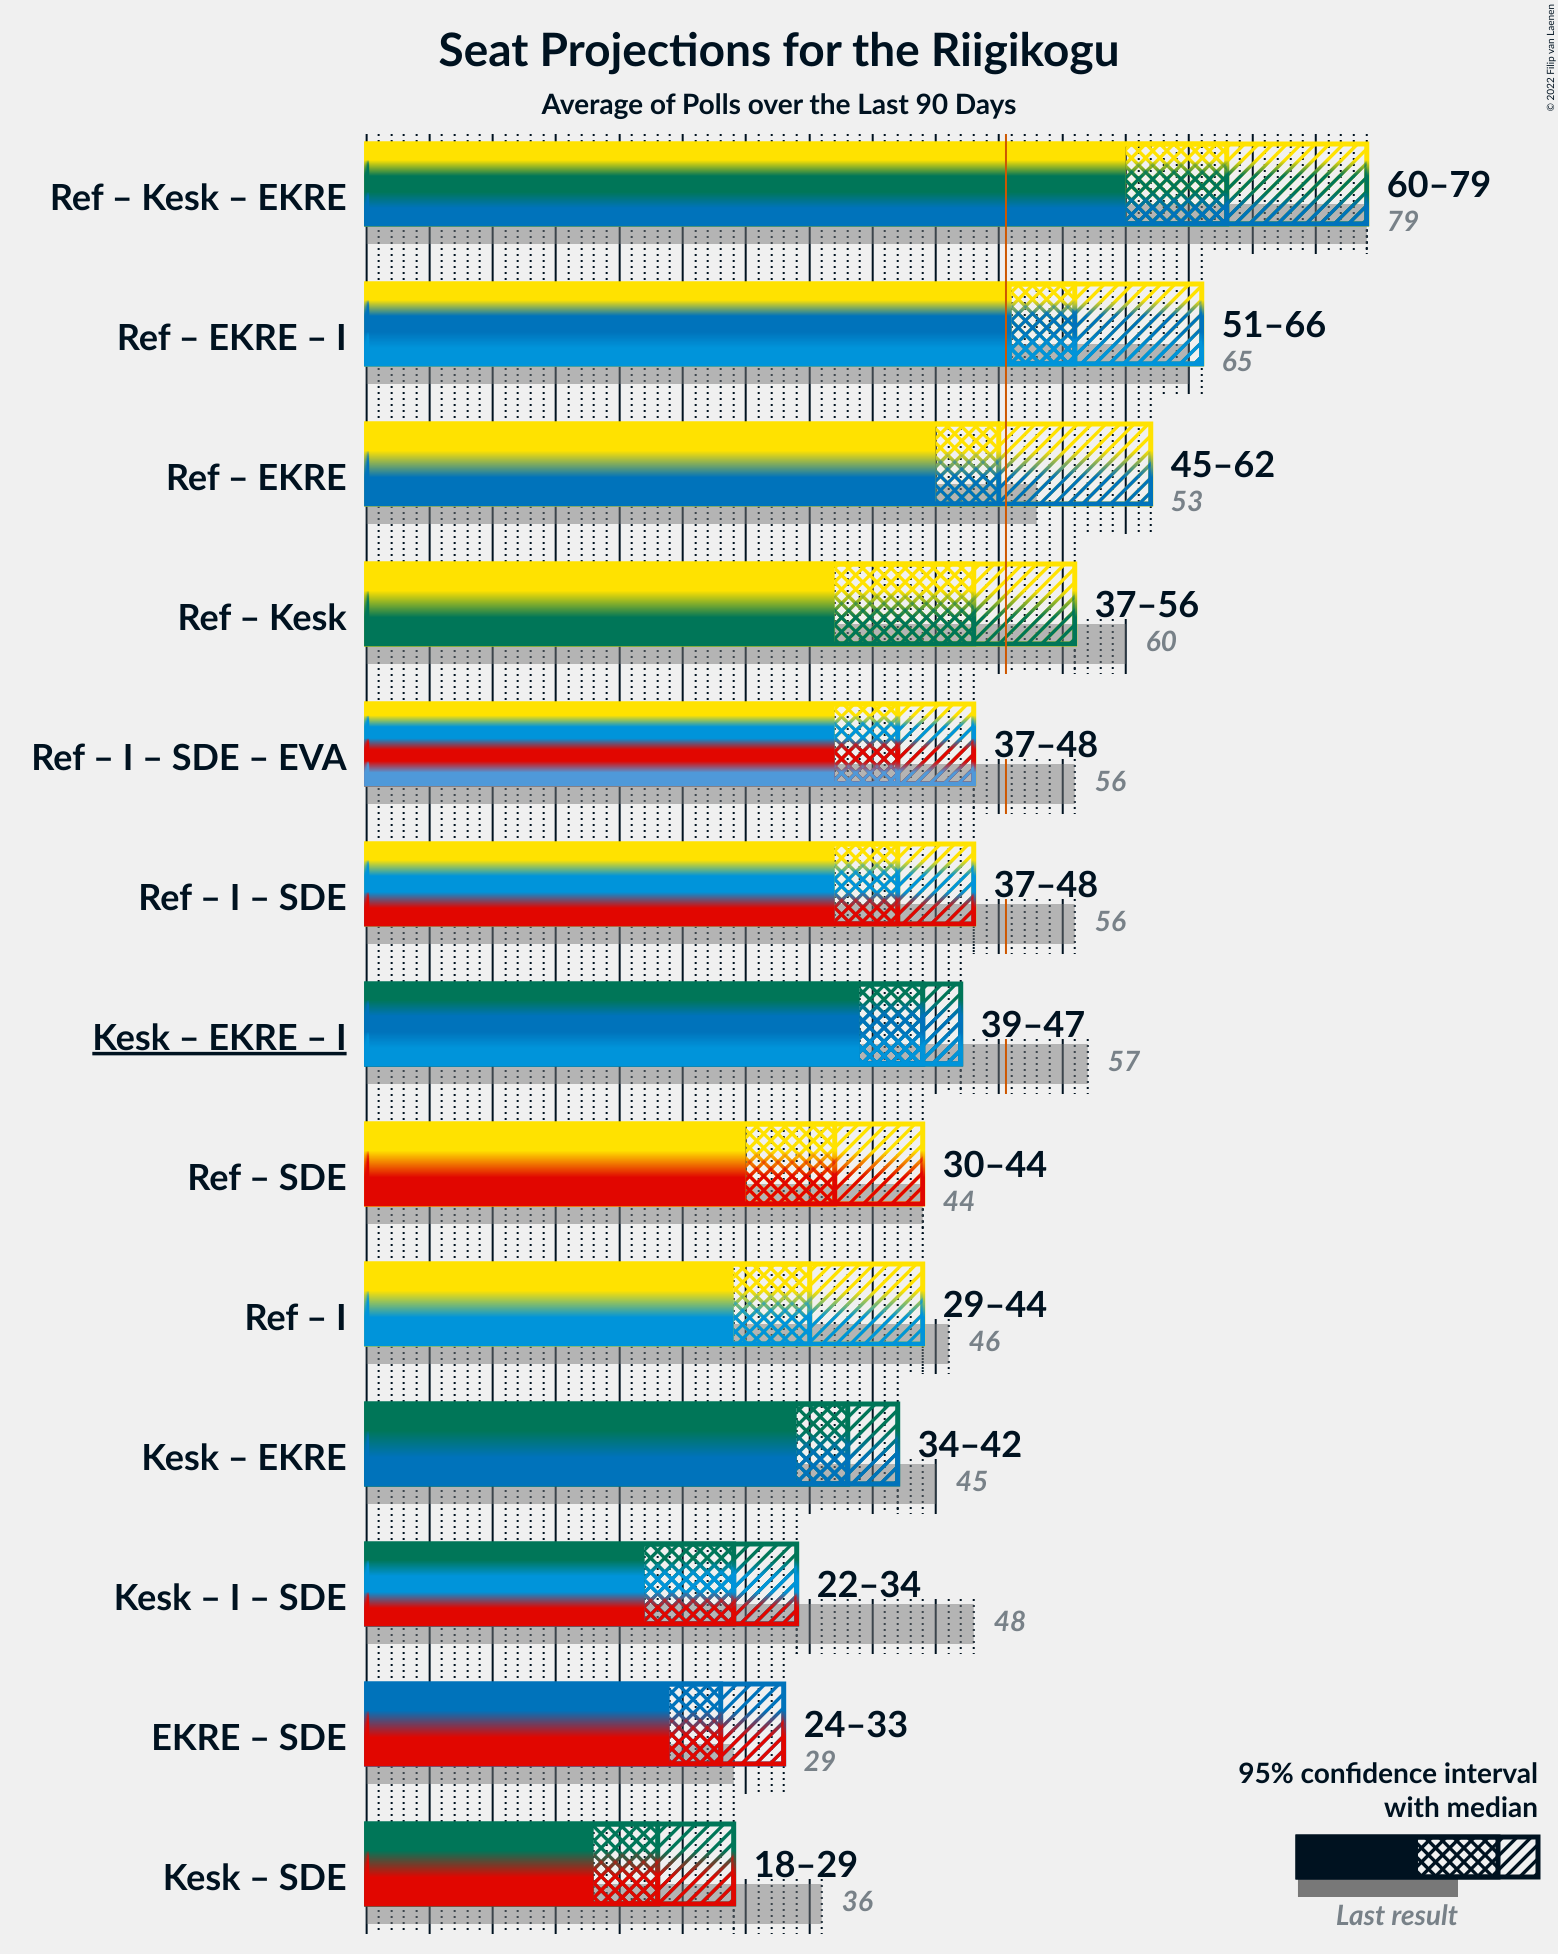 Seat Projections for the Riigikogu
Average of Polls over the Last 90 Days
© 2022 Filip van Laenen
Ref – Kesk – EKRE
60–79
79
Ref – EKRE – I
51–66
65
Ref – EKRE
45–62
53
Ref – Kesk
37–56
60
Ref – I – SDE – EVA
37–48
56
Ref – I – SDE
37–48
56
Kesk – EKRE – I
39–47
57
Ref – SDE
30–44
44
Ref – I
29–44
46
Kesk – EKRE
34–42
45
Kesk – I – SDE
22–34
48
EKRE – SDE
24–33
29
Kesk – SDE
18–29
36
95% confidence interval
with median
Last result